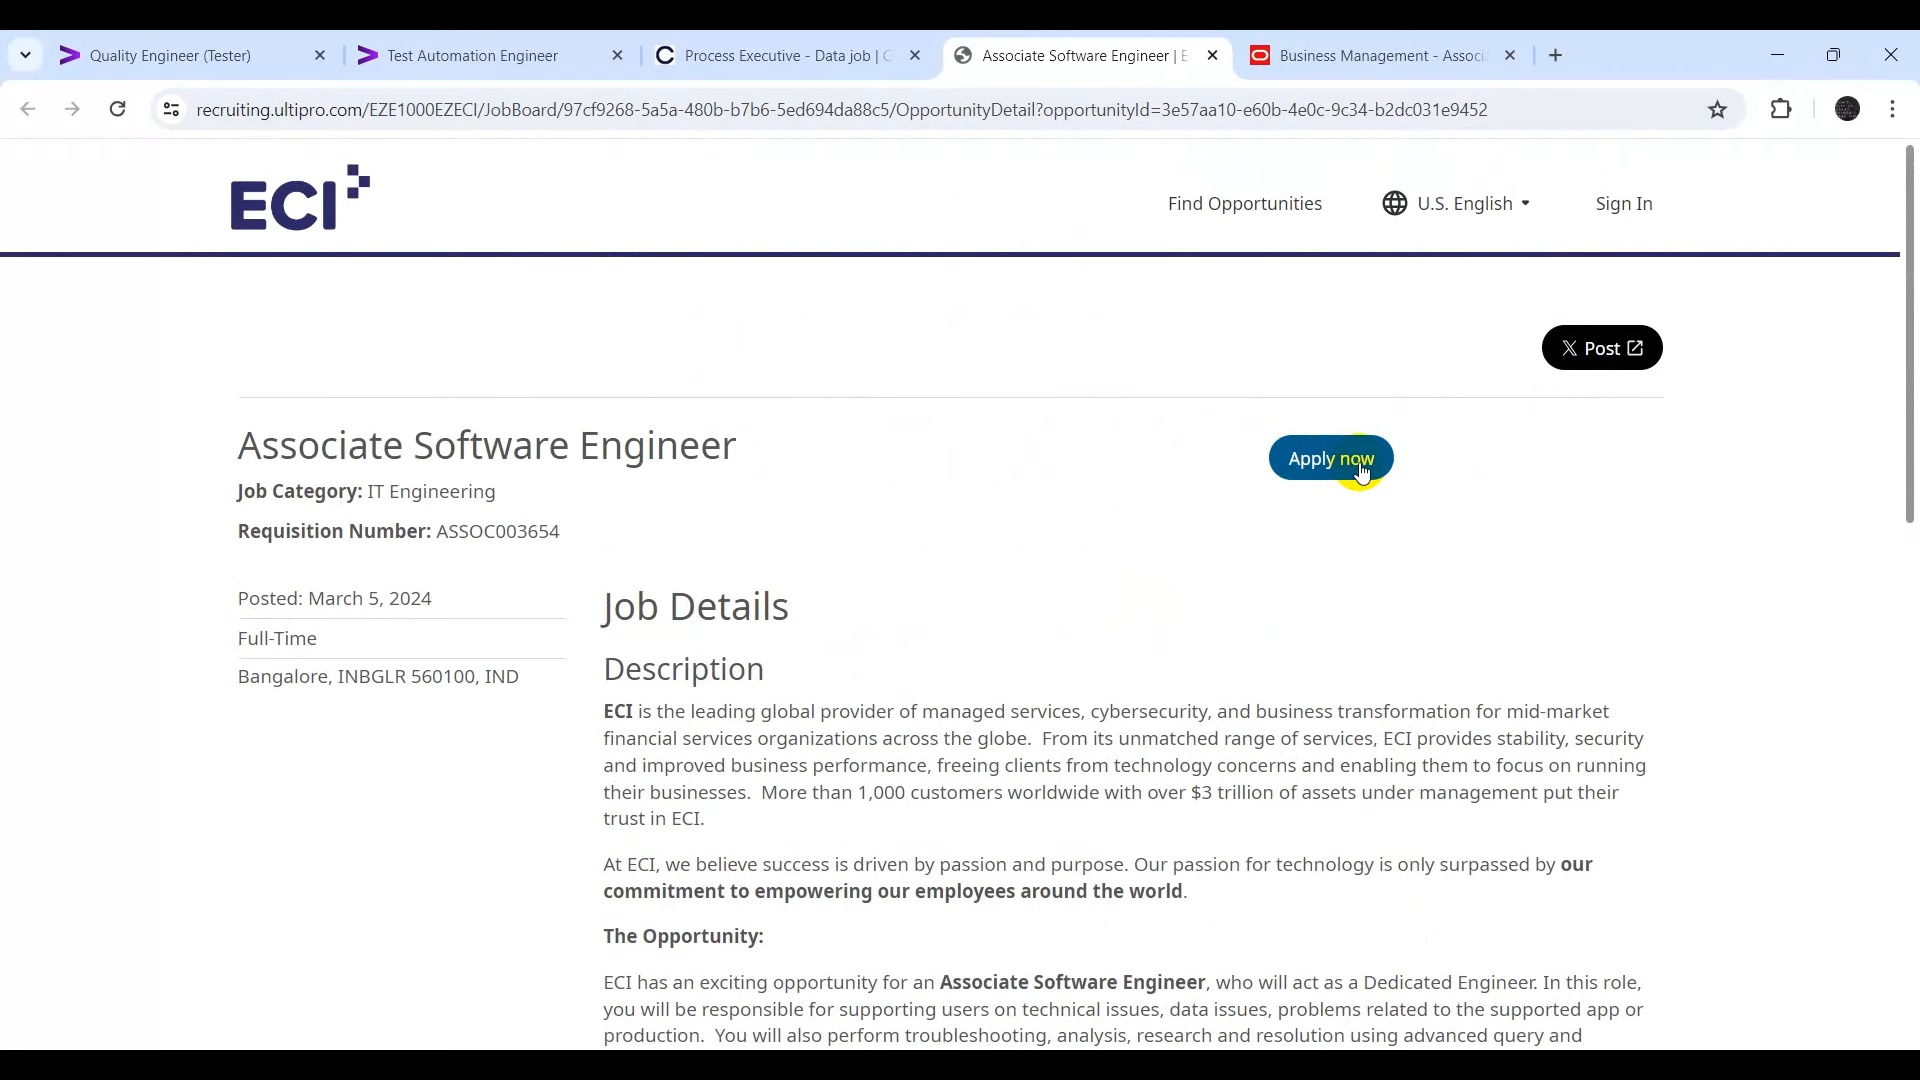 Quality Engineer (Tester)
Test Automation Engineer
Process Executive - Data job | C
Associate Software Engineer | E
Business Management - Associ
recruiting.ultipro.com/EZE1000EZECI/JobBoard/97cf9268-5a5a-480b-b7b6-5ed694da88c5/OpportunityDetail?opportunityId=3e57aa10-e60b-4e0c-9c34-b2dc031e9452
ECI
Find Opportunities
U.S. English
Sign In
X Post
Associate Software Engineer
Apply now
Job Category: IT Engineering
Requisition Number: ASSOC003654
Posted: March 5, 2024
Full-Time
Bangalore, INBGLR 560100, IND
Job Details
Description
ECI is the leading global provider of managed services, cybersecurity, and business transformation for mid-market
financial services organizations across the globe. From its unmatched range of services, ECI provides stability, security
and improved business performance, freeing clients from technology concerns and enabling them to focus on running
their businesses. More than 1,000 customers worldwide with over $3 trillion of assets under management put their
trust in ECI.
At ECI, we believe success is driven by passion and purpose. Our passion for technology is only surpassed by our
commitment to empowering our employees around the world.
The Opportunity:
ECI has an exciting opportunity for an Associate Software Engineer, who will act as a Dedicated Engineer. In this role,
you will be responsible for supporting users on technical issues, data issues, problems related to the supported app or
production. You will also perform troubleshooting, analysis, research and resolution using advanced query and